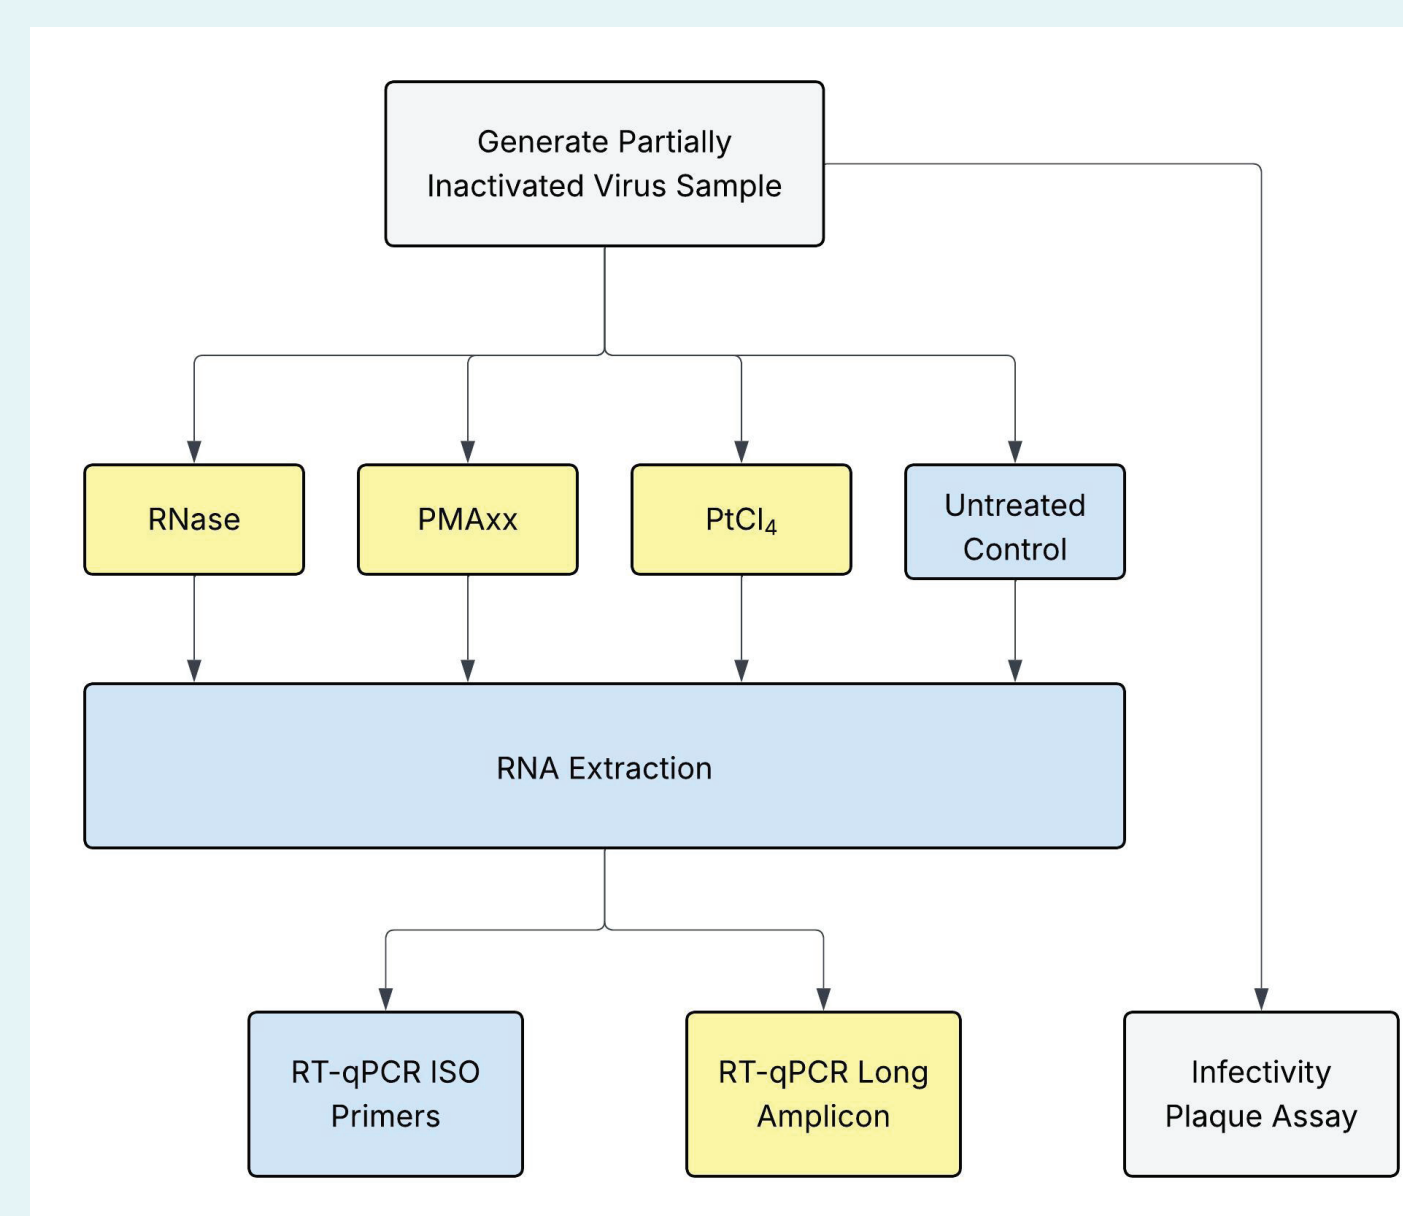 Generate Partially
Inactivated Virus Sample
RNase
PMAxx
PtCl₄
Untreated
Control
RNA Extraction
RT-qPCR ISO
Primers
RT-qPCR Long
Amplicon
Infectivity
Plaque Assay